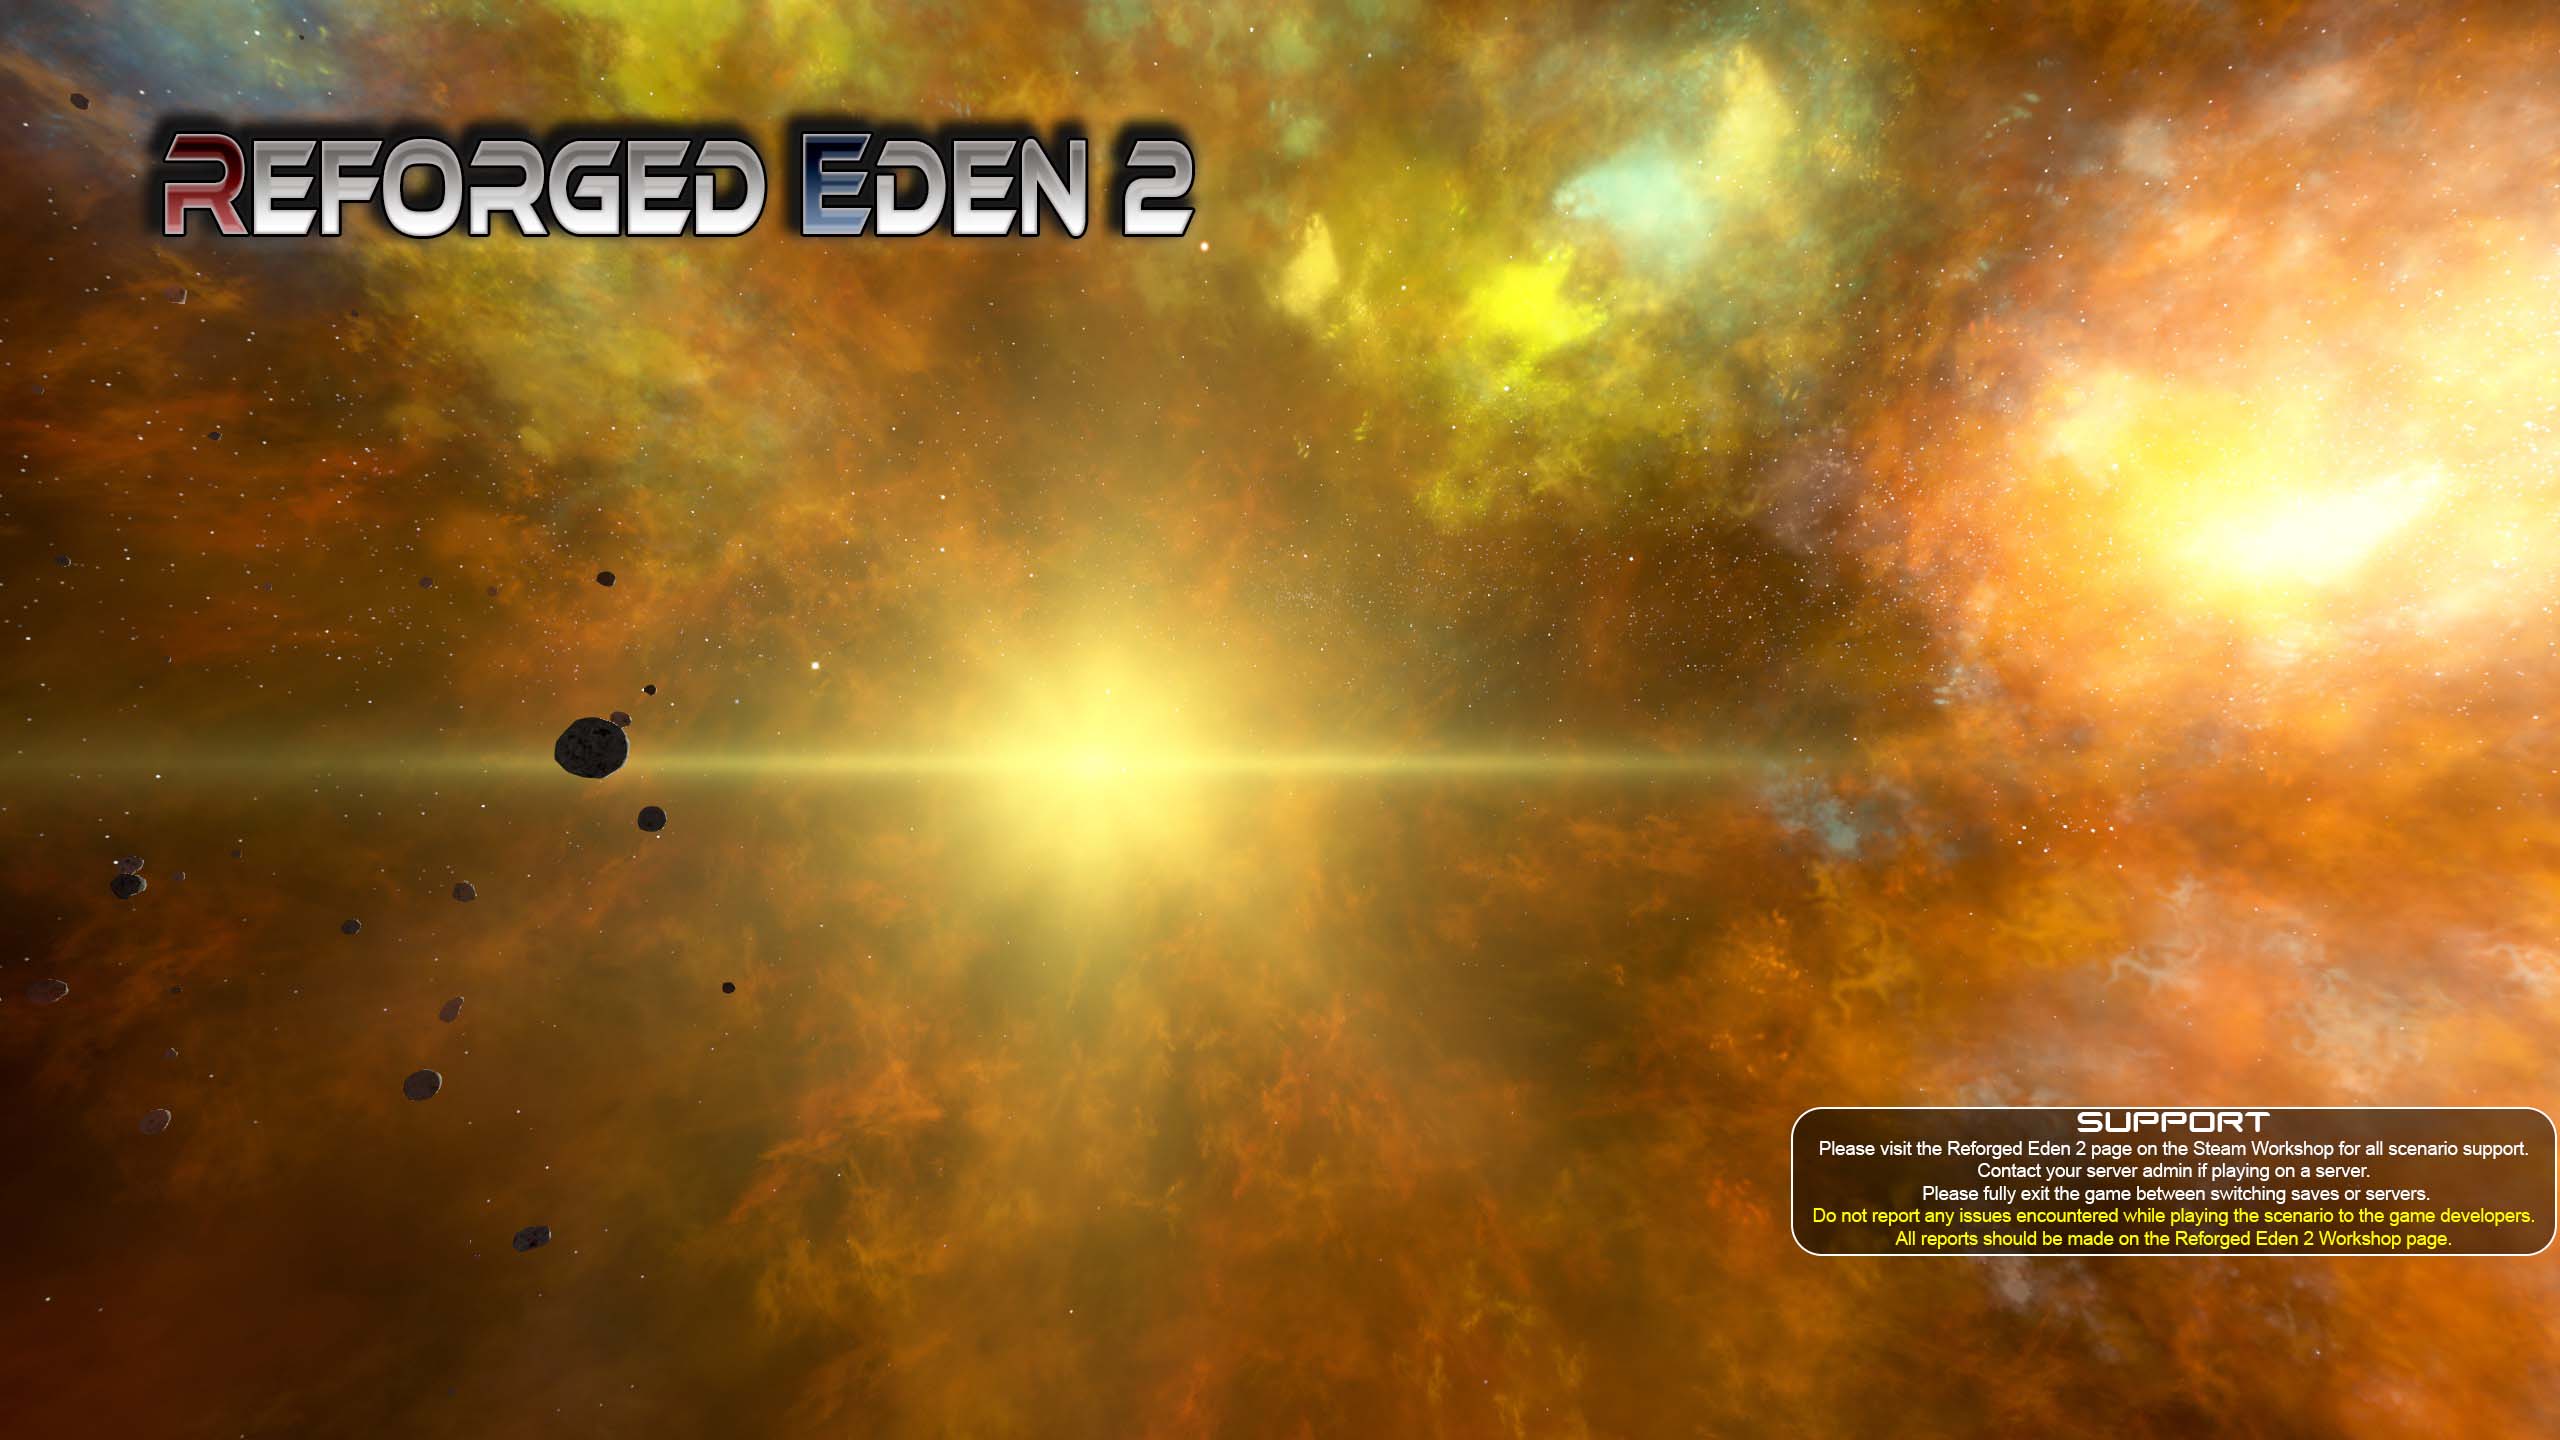 Reforged Eden 2
SUPPORT
Please visit the Reforged Eden 2 page on the Steam Workshop for all scenario support.
Contact your server admin if playing on a server.
Please fully exit the game between switching saves or servers.
Do not report any issues encountered while playing the scenario to the game developers.
All reports should be made on the Reforged Eden 2 Workshop page.